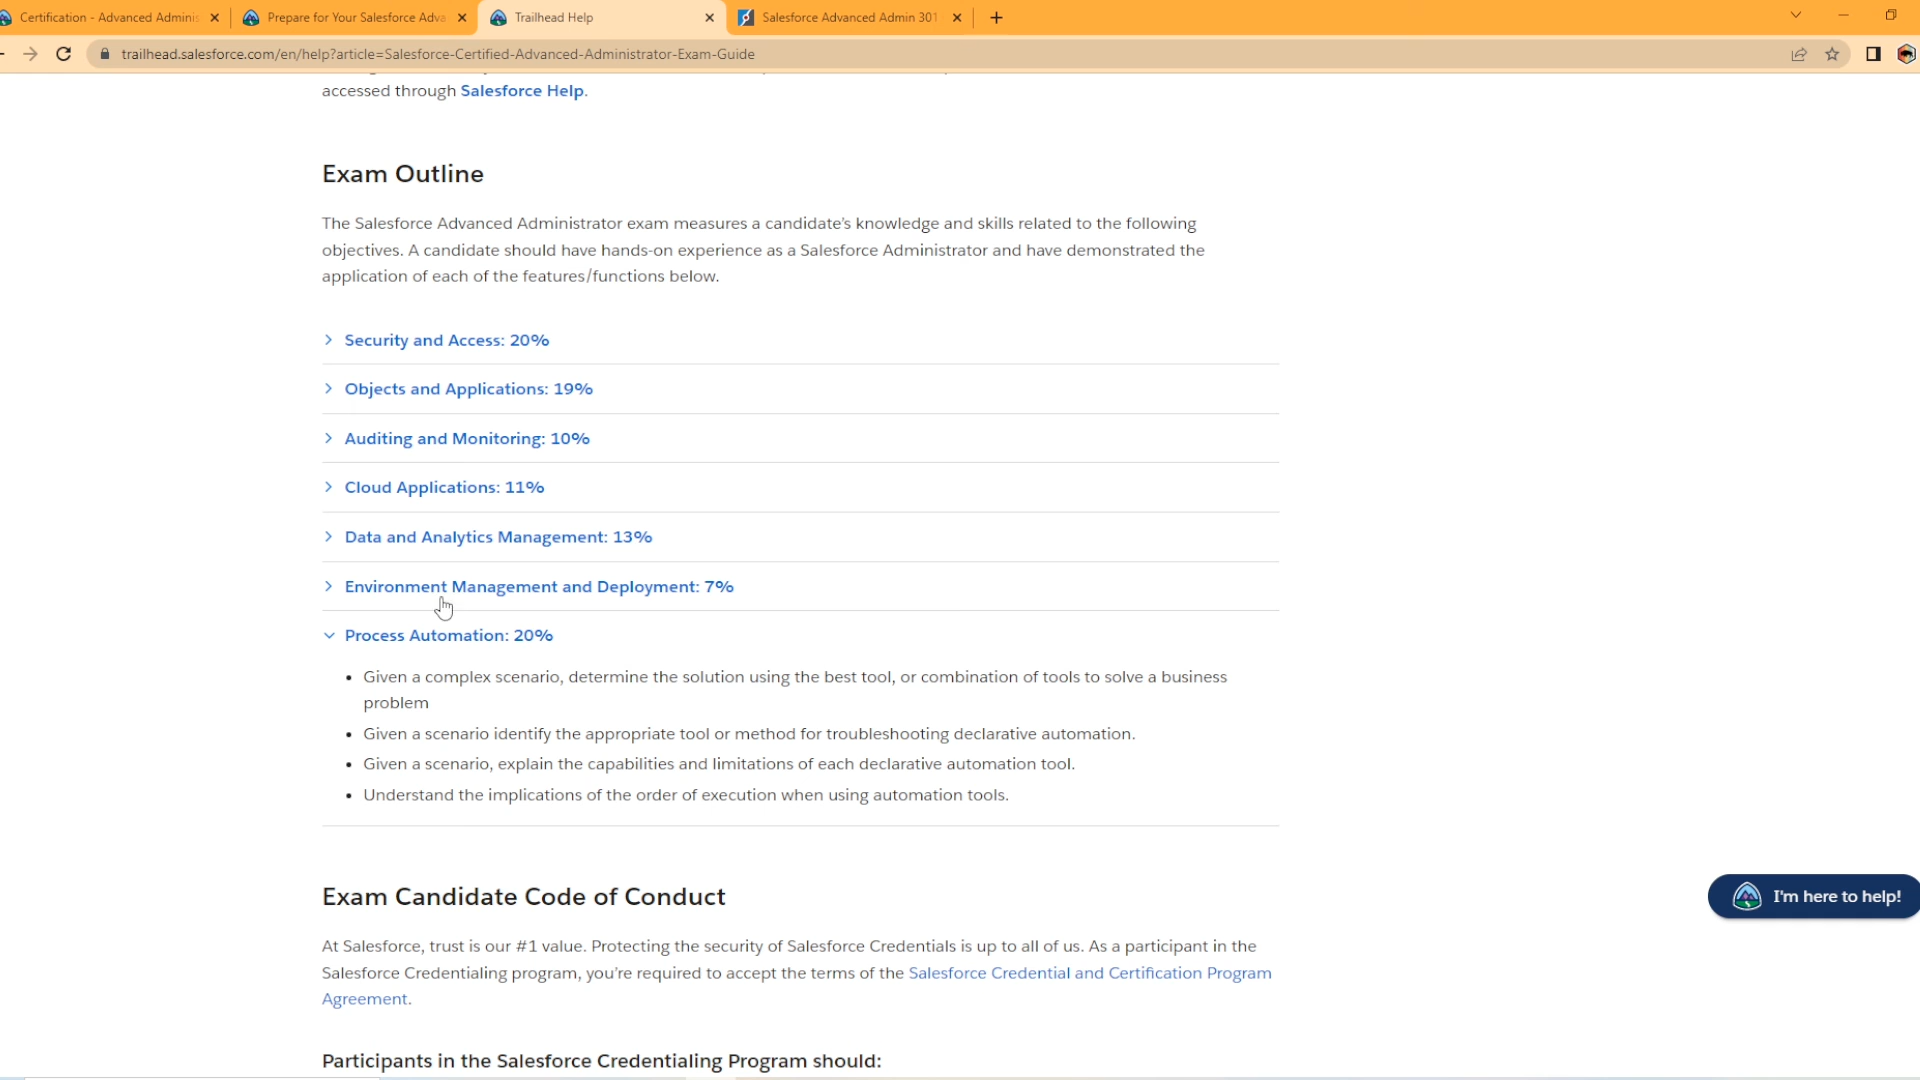 Certification - Advanced Adminis
Prepare for Your Salesforce Adva
Trailhead Help
Salesforce Advanced Admin 301
trailhead.salesforce.com/en/help?article=Salesforce-Certified-Advanced-Administrator-Exam-Guide
accessed through Salesforce Help.
Exam Outline
The Salesforce Advanced Administrator exam measures a candidate's knowledge and skills related to the following
objectives. A candidate should have hands-on experience as a Salesforce Administrator and have demonstrated the
application of each of the features/functions below.
Security and Access: 20%
Objects and Applications: 19%
Auditing and Monitoring: 10%
Cloud Applications: 11%
Data and Analytics Management: 13%
Environment Management and Deployment: 7%
Process Automation: 20%
• Given a complex scenario, determine the solution using the best tool, or combination of tools to solve a business
problem
• Given a scenario identify the appropriate tool or method for troubleshooting declarative automation.
• Given a scenario, explain the capabilities and limitations of each declarative automation tool.
• Understand the implications of the order of execution when using automation tools.
Exam Candidate Code of Conduct
I'm here to help!
At Salesforce, trust is our #1 value. Protecting the security of Salesforce Credentials is up to all of us. As a participant in the
Salesforce Credentialing program, you're required to accept the terms of the Salesforce Credential and Certification Program
Agreement.
Participants in the Salesforce Credentialing Program should: